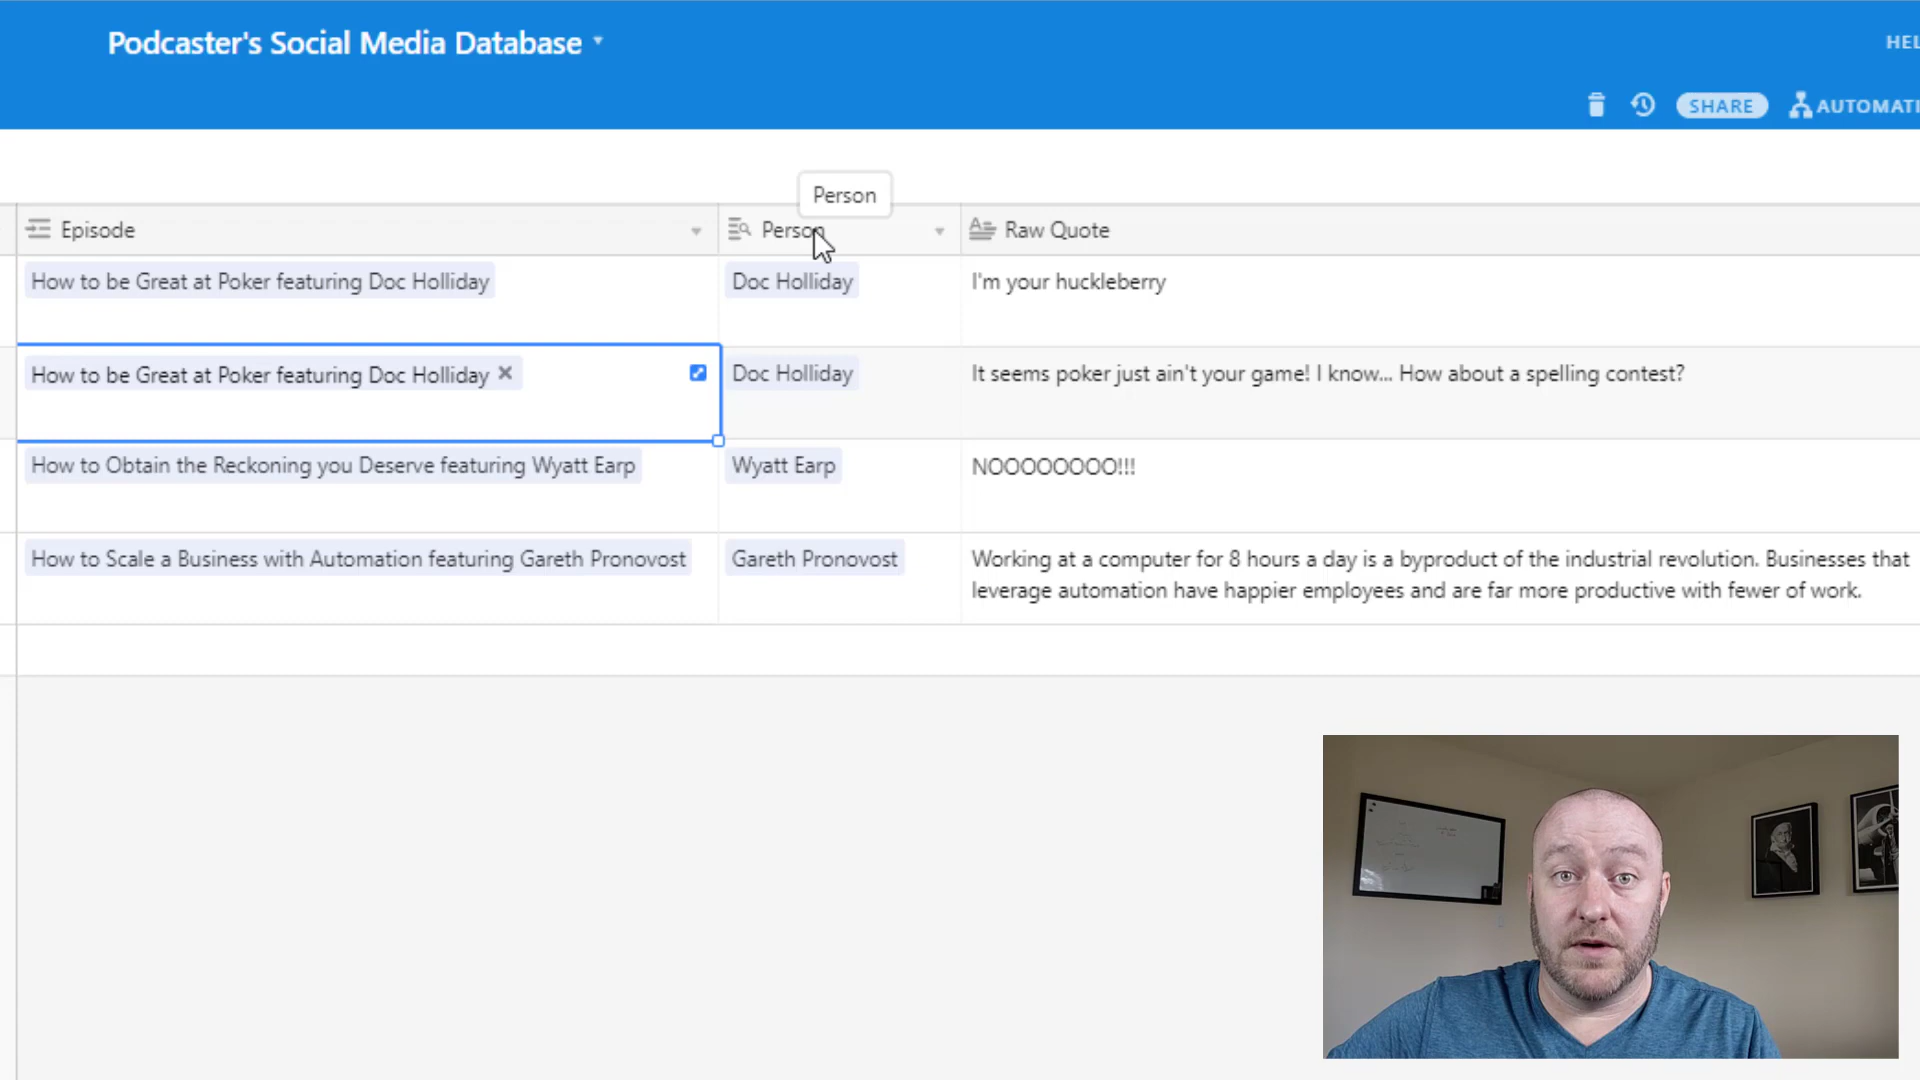 Podcaster's Social Media Database
HEL
SHARE
AUTOMATI
Person
Episode
Person
Raw Quote
How to be Great at Poker featuring Doc Holliday
Doc Holliday
I'm your huckleberry
How to be Great at Poker featuring Doc Holliday
Doc Holliday
It seems poker just ain't your game! I know... How about a spelling contest?
How to Obtain the Reckoning you Deserve featuring Wyatt Earp
Wyatt Earp
NOOOOOOOO!!!
How to Scale a Business with Automation featuring Gareth Pronovost
Gareth Pronovost
Working at a computer for 8 hours a day is a byproduct of the industrial revolution. Businesses that
leverage automation have happier employees and are far more productive with fewer of work.